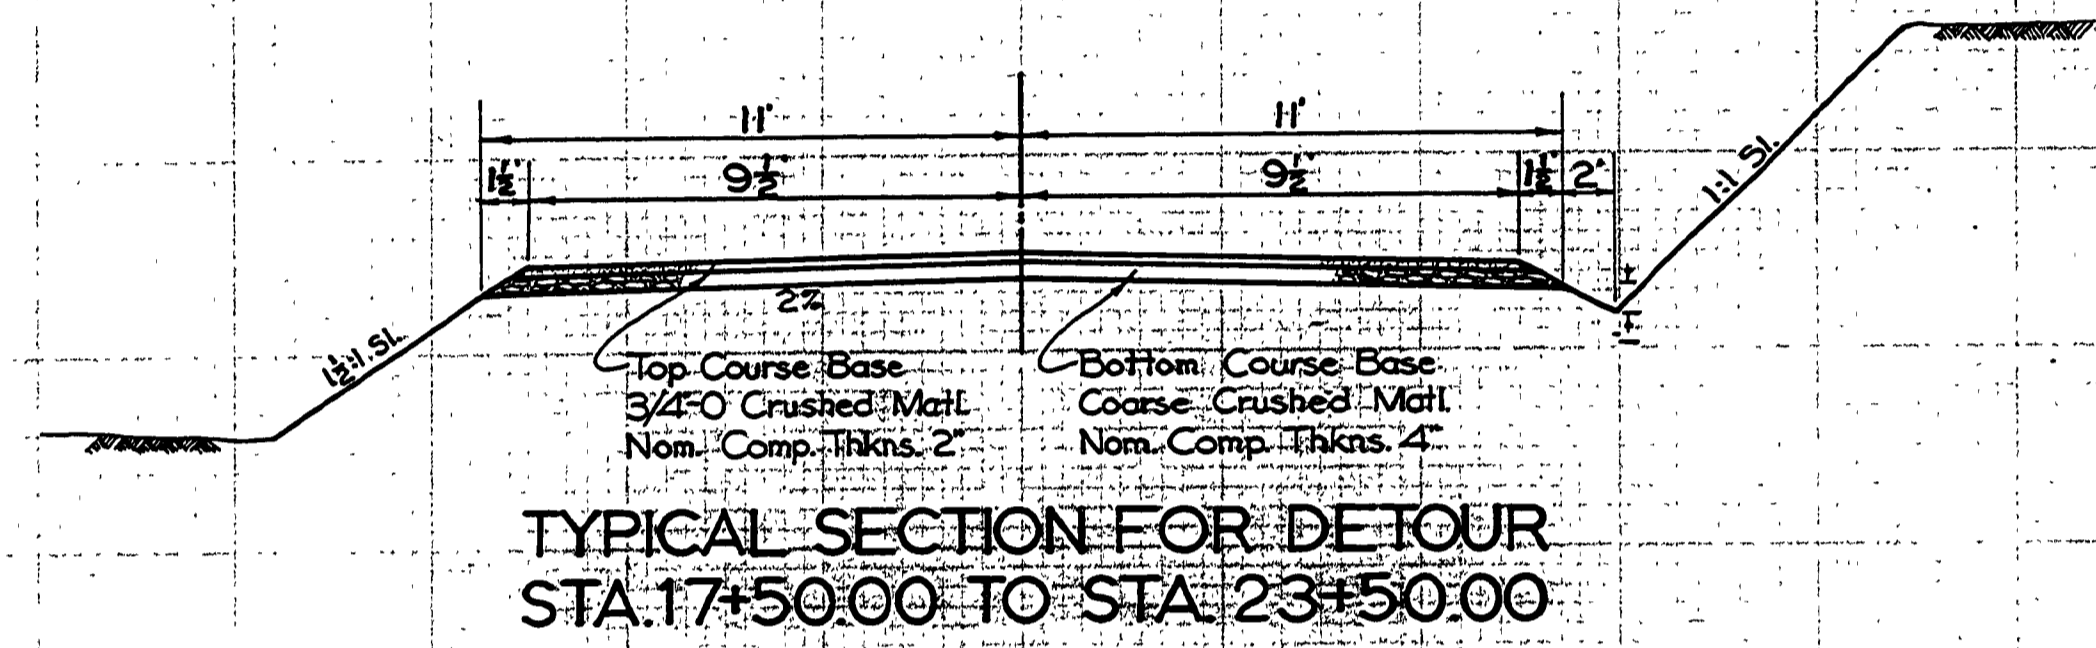 11' 11'
1½' 9½' 9½' 1½' 2'
1:1 Sl.
2%
1½:1 Sl.
Top Course Base
3/4"-0 Crushed Matl.
Nom. Comp. Thkns. 2"
Bottom Course Base
Coarse Crushed Matl.
Nom. Comp. Thkns. 4"
TYPICAL SECTION FOR DETOUR
STA. 17+50.00 TO STA. 23+50.00